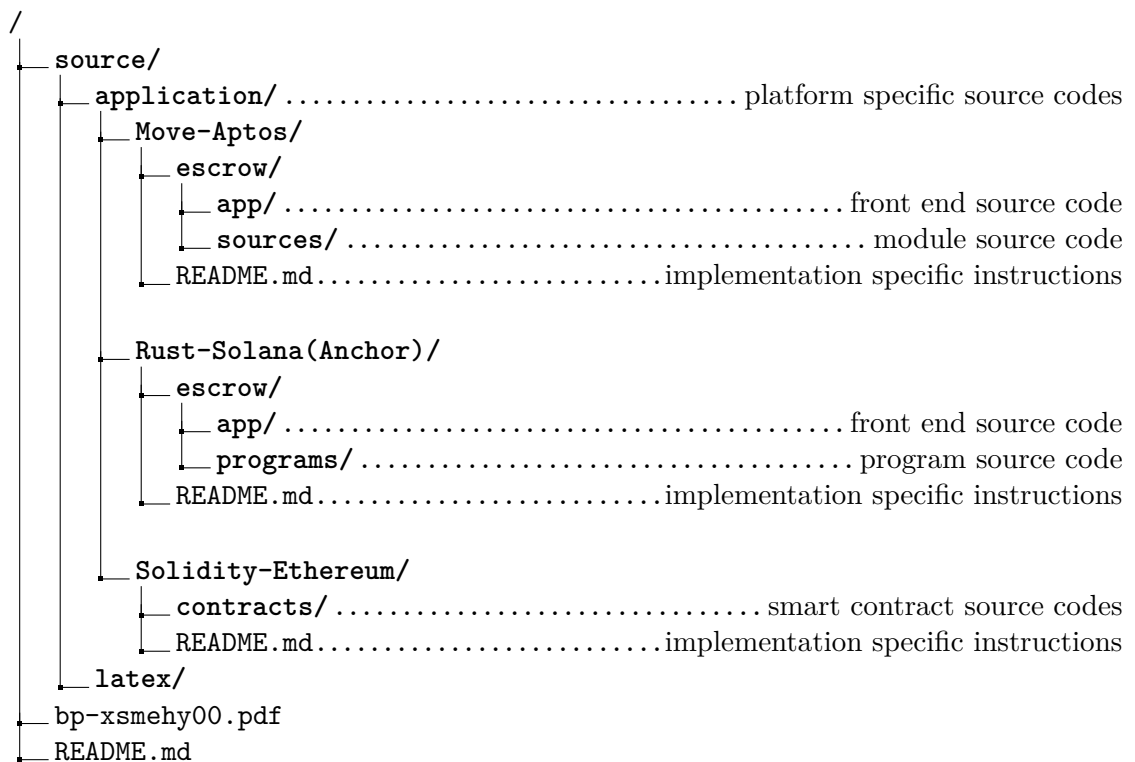 /
source/
application/ .................................. platform specific source codes
Move-Aptos/
escrow/
app/ .......................................... front end source code
sources/ ....................................... module source code
README.md..........................implementation specific instructions
Rust-Solana(Anchor)/
escrow/
app/ .......................................... front end source code
programs/ ..................................... program source code
README.md..........................implementation specific instructions
Solidity-Ethereum/
contracts/ ................................ smart contract source codes
README.md..........................implementation specific instructions
latex/
bp-xsmehy00.pdf
README.md